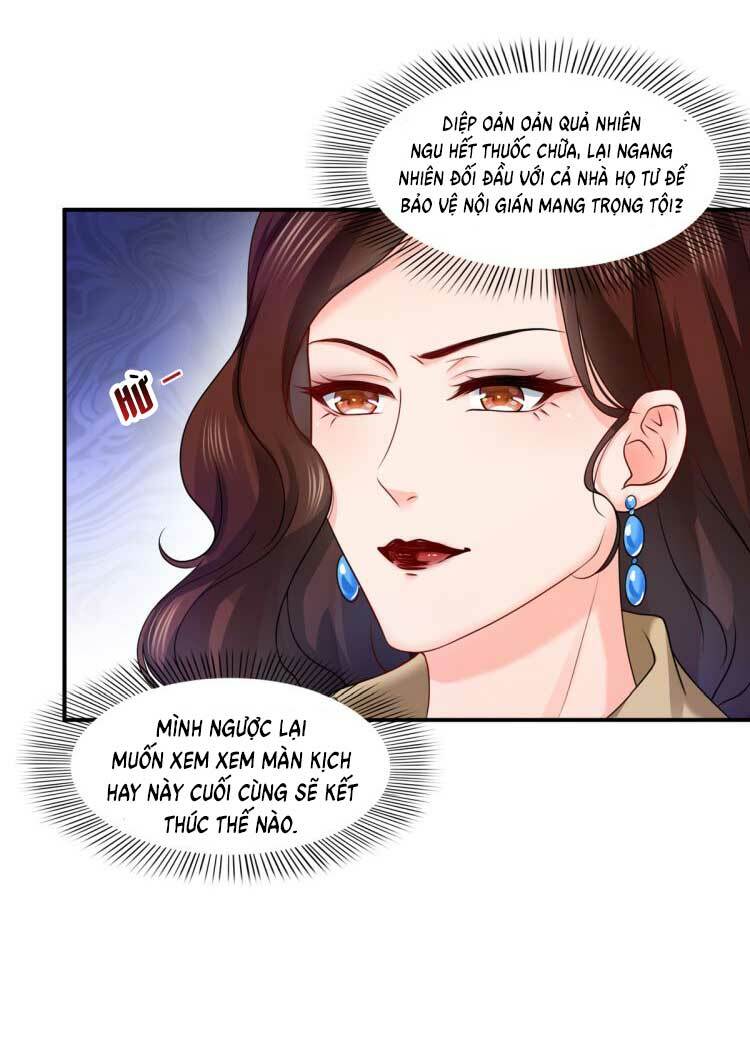 DIỆP OẢN OẢN QUẢ NHIÊN
NGU HẾT THUỐC CHỮA, LẠI NGANG
NHIÊN ĐỐI ĐẦU VỚI CẢ NHÀ HỌ TƯ ĐỂ
BẢO VỆ NỘI GIÁN MANG TRỌNG TỘI?
HỪ -
MÌNH NGƯỢC LẠI
MUỐN XEM XEM MÀN KỊCH
HAY NÀY CUỐI CÙNG SẼ KẾT
THÚC THẾ NÀO.